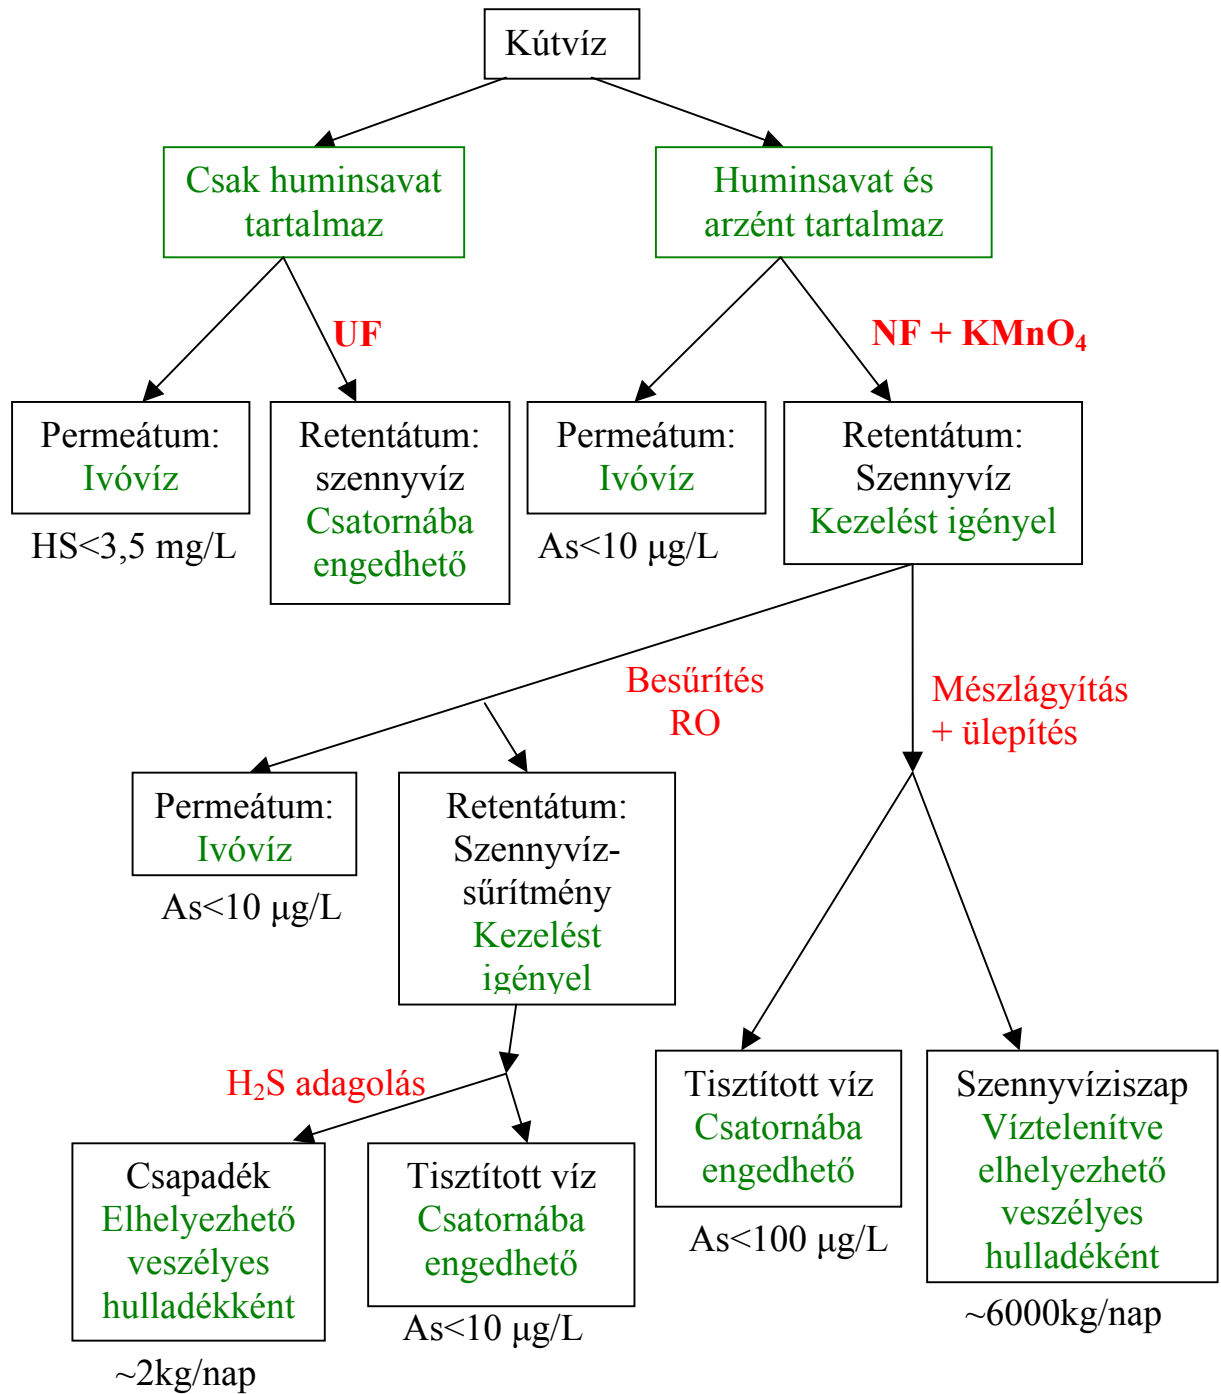 Kútvíz
Csak huminsavat
tartalmaz
Huminsavat és
arzént tartalmaz
UF
NF + KMnO₄
Permeátum:
Ivóvíz
HS<3,5 mg/L
Retentátum:
szennyvíz
Csatornába
engedhető
Permeátum:
Ivóvíz
As<10 μg/L
Retentátum:
Szennyvíz
Kezelést igényel
Besűrítés
RO
Mészlágyítás
+ ülepítés
Permeátum:
Ivóvíz
As<10 μg/L
Retentátum:
Szennyvíz-
sűrítmény
Kezelést
igényel
H₂S adagolás
Csapadék
Elhelyezhető
veszélyes
hulladékként
~2kg/nap
Tisztított víz
Csatornába
engedhető
As<10 μg/L
Tisztított víz
Csatornába
engedhető
As<100 μg/L
Szennyvíziszap
Víztelenítve
elhelyezhető
veszélyes
hulladéként
~6000kg/nap